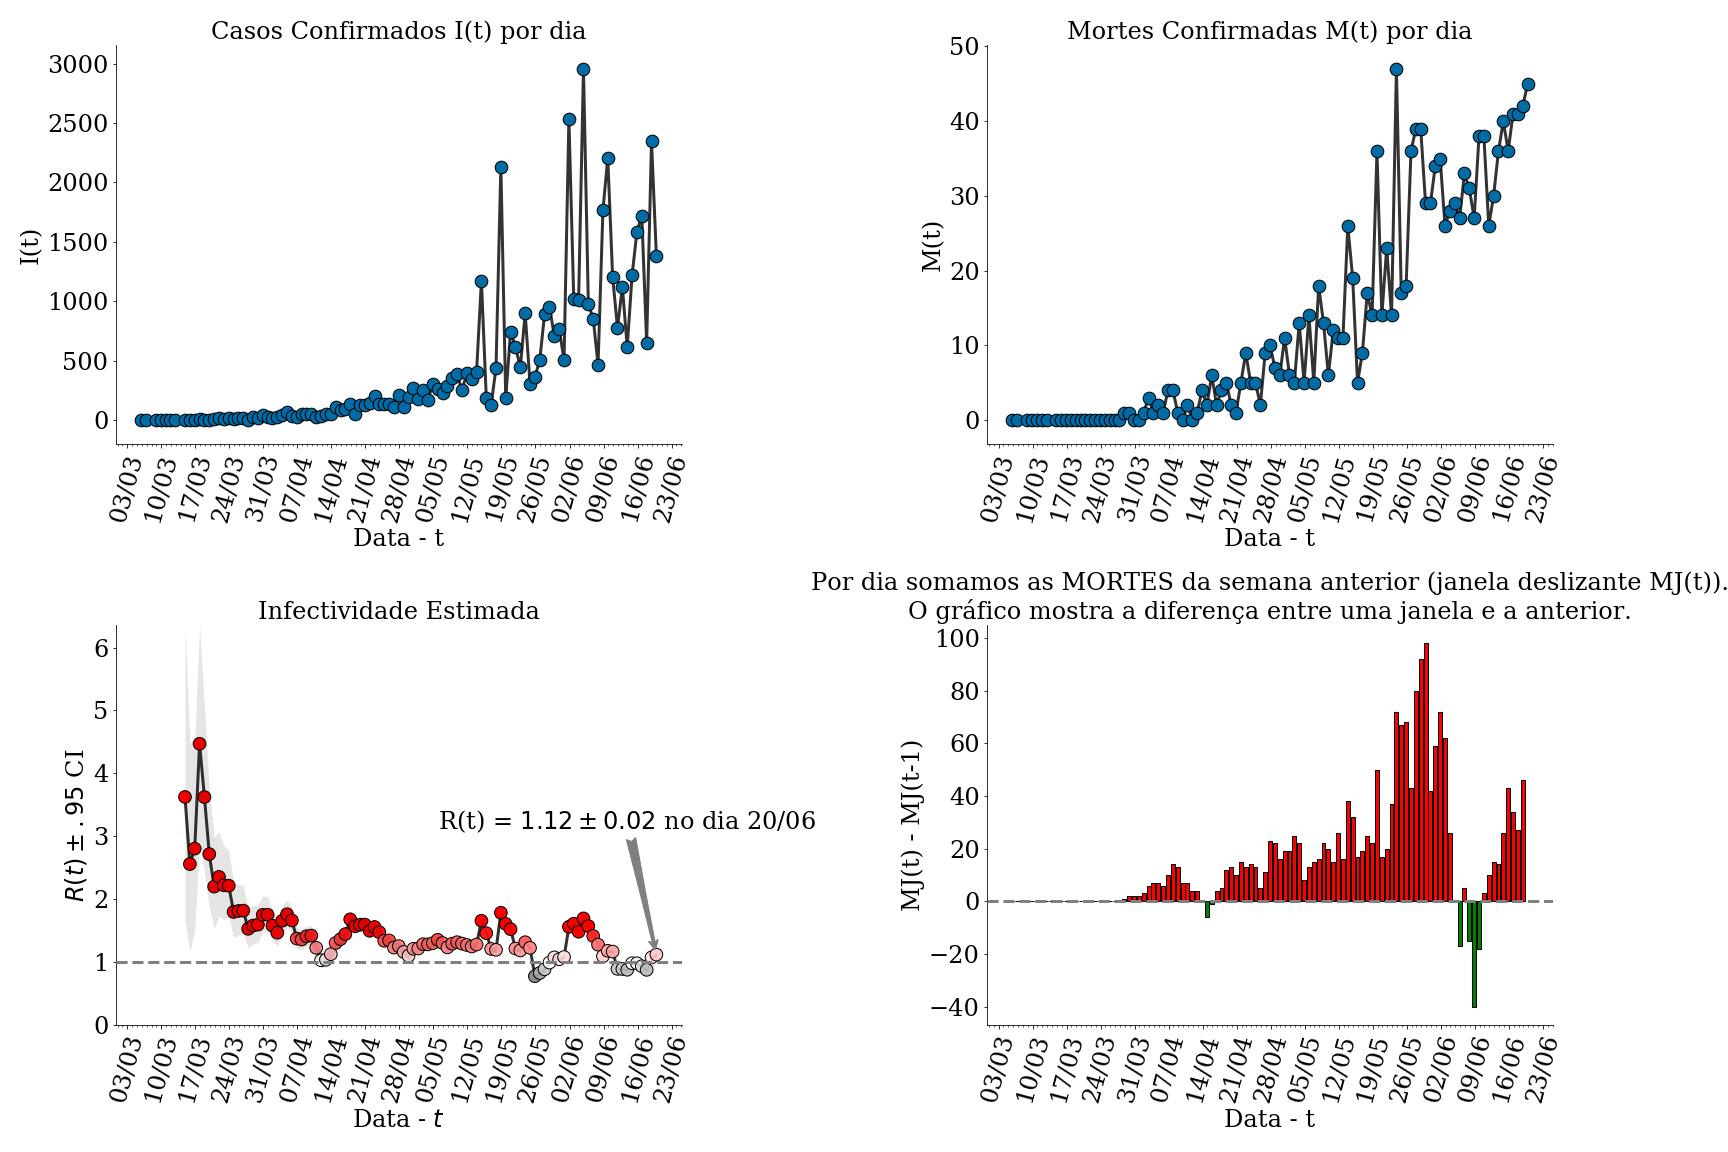 Casos Confirmados I(t) por dia
I(t)
3000
2500
2000
1500
1000
500
0
03/03 10/03 17/03 24/03 31/03 07/04 14/04 21/04 28/04 05/05 12/05 19/05 26/05 02/06 09/06 16/06 23/06
Data - t
Mortes Confirmadas M(t) por dia
M(t)
50
40
30
20
10
0
03/03 10/03 17/03 24/03 31/03 07/04 14/04 21/04 28/04 05/05 12/05 19/05 26/05 02/06 09/06 16/06 23/06
Data - t
Infectividade Estimada
R(t) ± .95 CI
6
5
4
3
2
1
0
R(t) = 1.12 ± 0.02 no dia 20/06
03/03 10/03 17/03 24/03 31/03 07/04 14/04 21/04 28/04 05/05 12/05 19/05 26/05 02/06 09/06 16/06 23/06
Data - t
Por dia somamos as MORTES da semana anterior (janela deslizante MJ(t)).
O gráfico mostra a diferença entre uma janela e a anterior.
MJ(t) - MJ(t-1)
100
80
60
40
20
0
−20
−40
03/03 10/03 17/03 24/03 31/03 07/04 14/04 21/04 28/04 05/05 12/05 19/05 26/05 02/06 09/06 16/06 23/06
Data - t